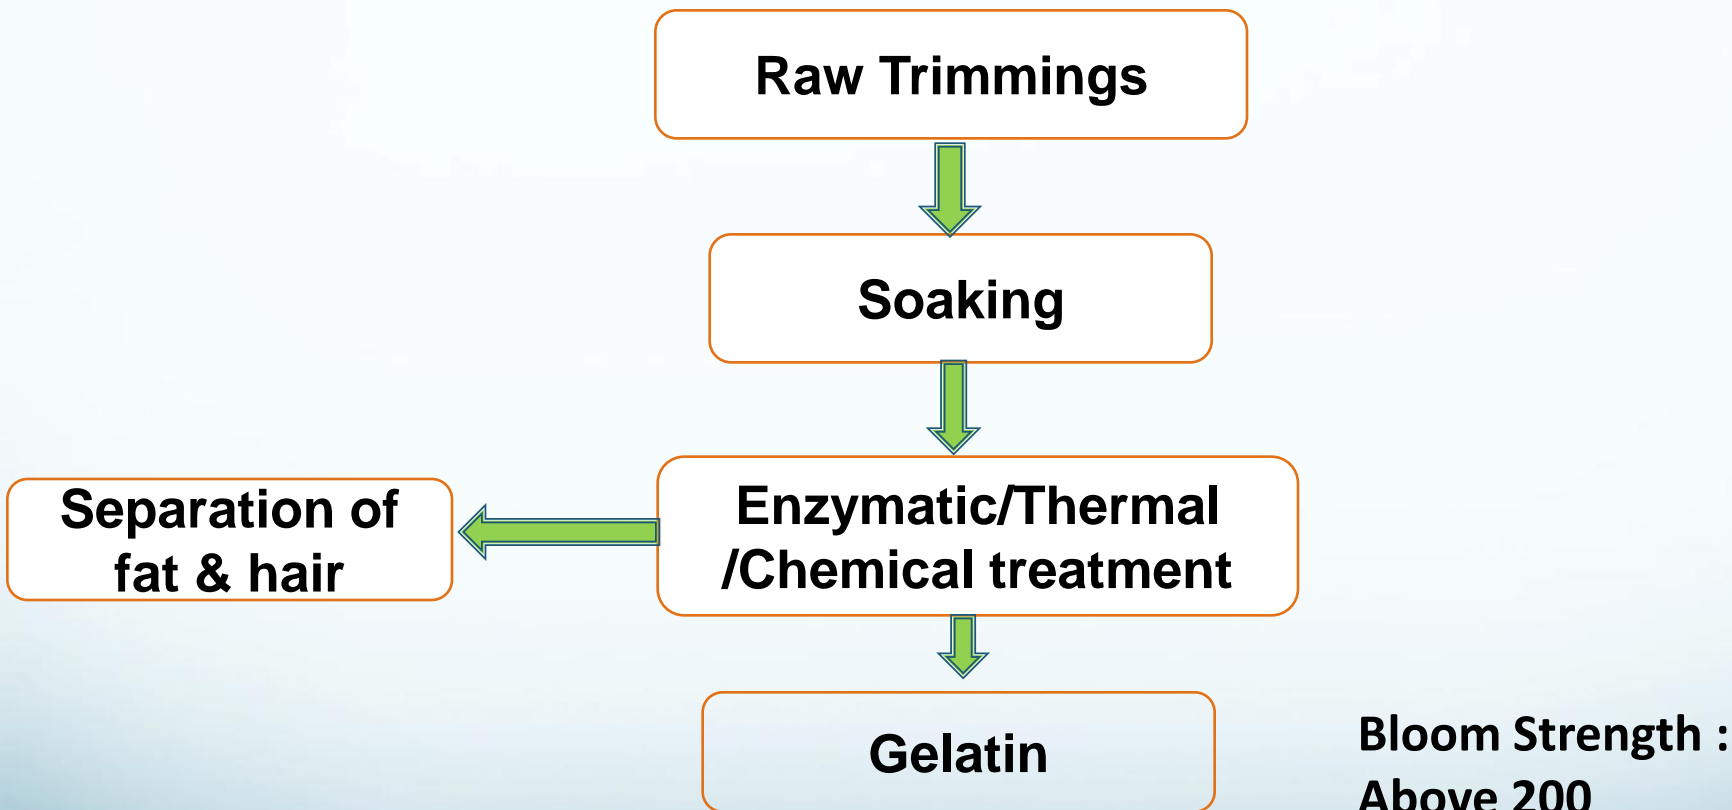 Raw Trimmings
Soaking
Separation of
fat & hair
Enzymatic/Thermal
/Chemical treatment
Gelatin
Bloom Strength :
Above 200